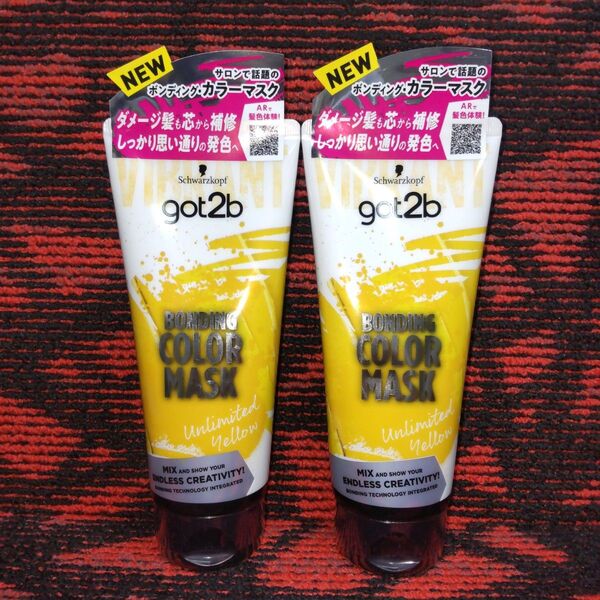 NEW
サロンで話題の
ボンディング・カラーマスク
ダメージ髪も芯から補修
しっかり思い通りの発色へ
ARで
髪色体験!
Schwarzkopf
got2b
BONDING
COLOR
MASK
Unlimited
Yellow
MIX AND SHOW YOUR
ENDLESS CREATIVITY!
BONDING TECHNOLOGY INTEGRATED
NEW
サロンで話題の
ボンディング・カラーマスク
ダメージ髪も芯から補修
しっかり思い通りの発色へ
ARで
髪色体験!
Schwarzkopf
got2b
BONDING
COLOR
MASK
Unlimited
Yellow
MIX AND SHOW YOUR
ENDLESS CREATIVITY!
BONDING TECHNOLOGY INTEGRATED